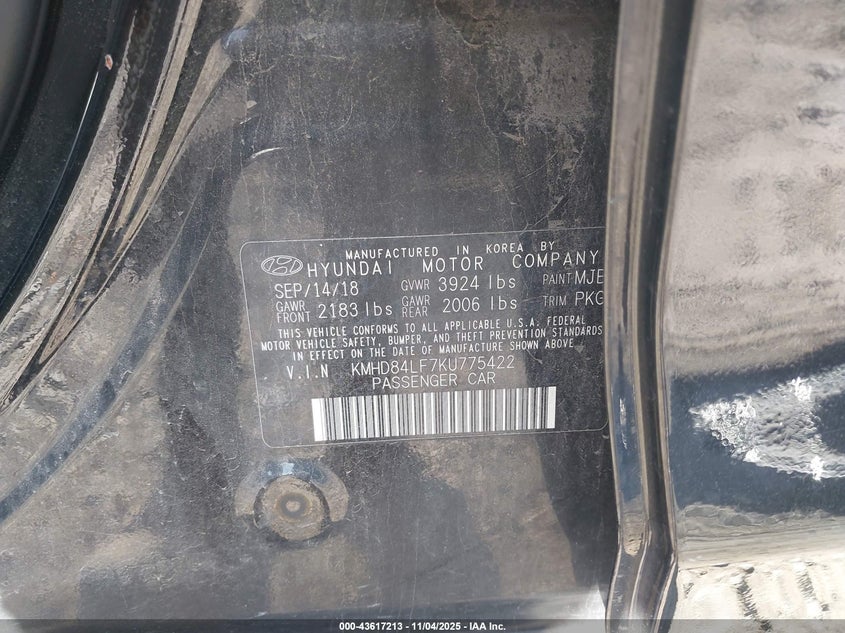 MANUFACTURED IN KOREA BY
HYUNDAI MOTOR COMPANY
SEP/14/18 GVWR 3924 lbs PAINT MJE
GAWR FRONT 2183 lbs GAWR REAR 2006 lbs TRIM PKG
THIS VEHICLE CONFORMS TO ALL APPLICABLE U.S.A. FEDERAL
MOTOR VEHICLE SAFETY, BUMPER, AND THEFT PREVENTION STANDARDS
IN EFFECT ON THE DATE OF MANUFACTURE SHOWN ABOVE
V.I.N KMHD84LF7KU775422
PASSENGER CAR
000-43617213 - 11/04/2025 - IAA Inc.